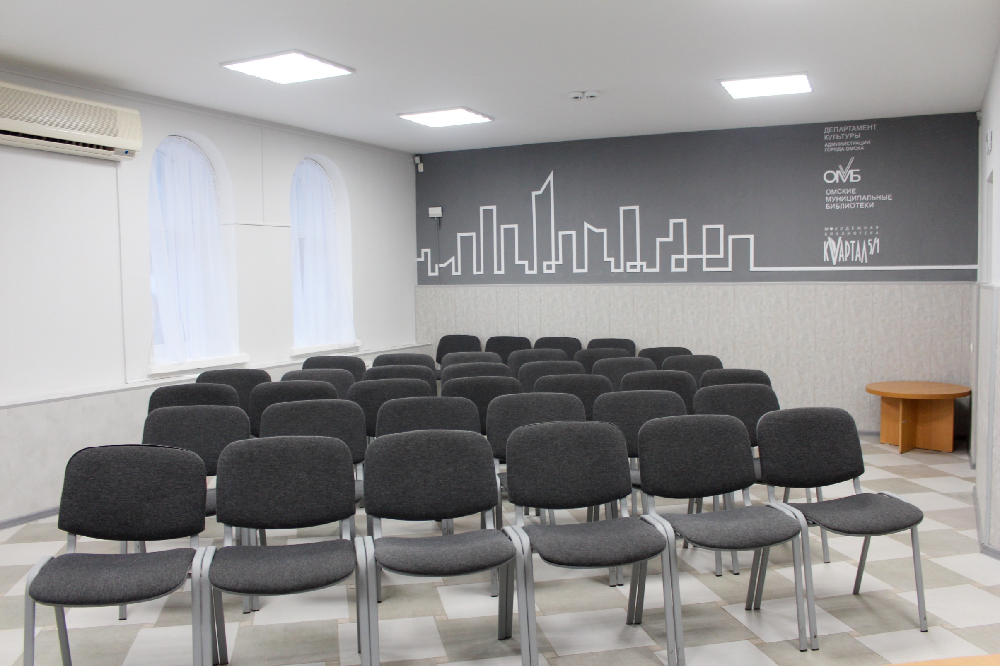 ДЕПАРТАМЕНТ
КУЛЬТУРЫ
АДМИНИСТРАЦИИ
ГОРОДА ОМСКА
ОМБ
ОМСКИЕ
МУНИЦИПАЛЬНЫЕ
БИБЛИОТЕКИ
МОЛОДЁЖНАЯ
БИБЛИОТЕКА
КВАРТАЛ 5/1